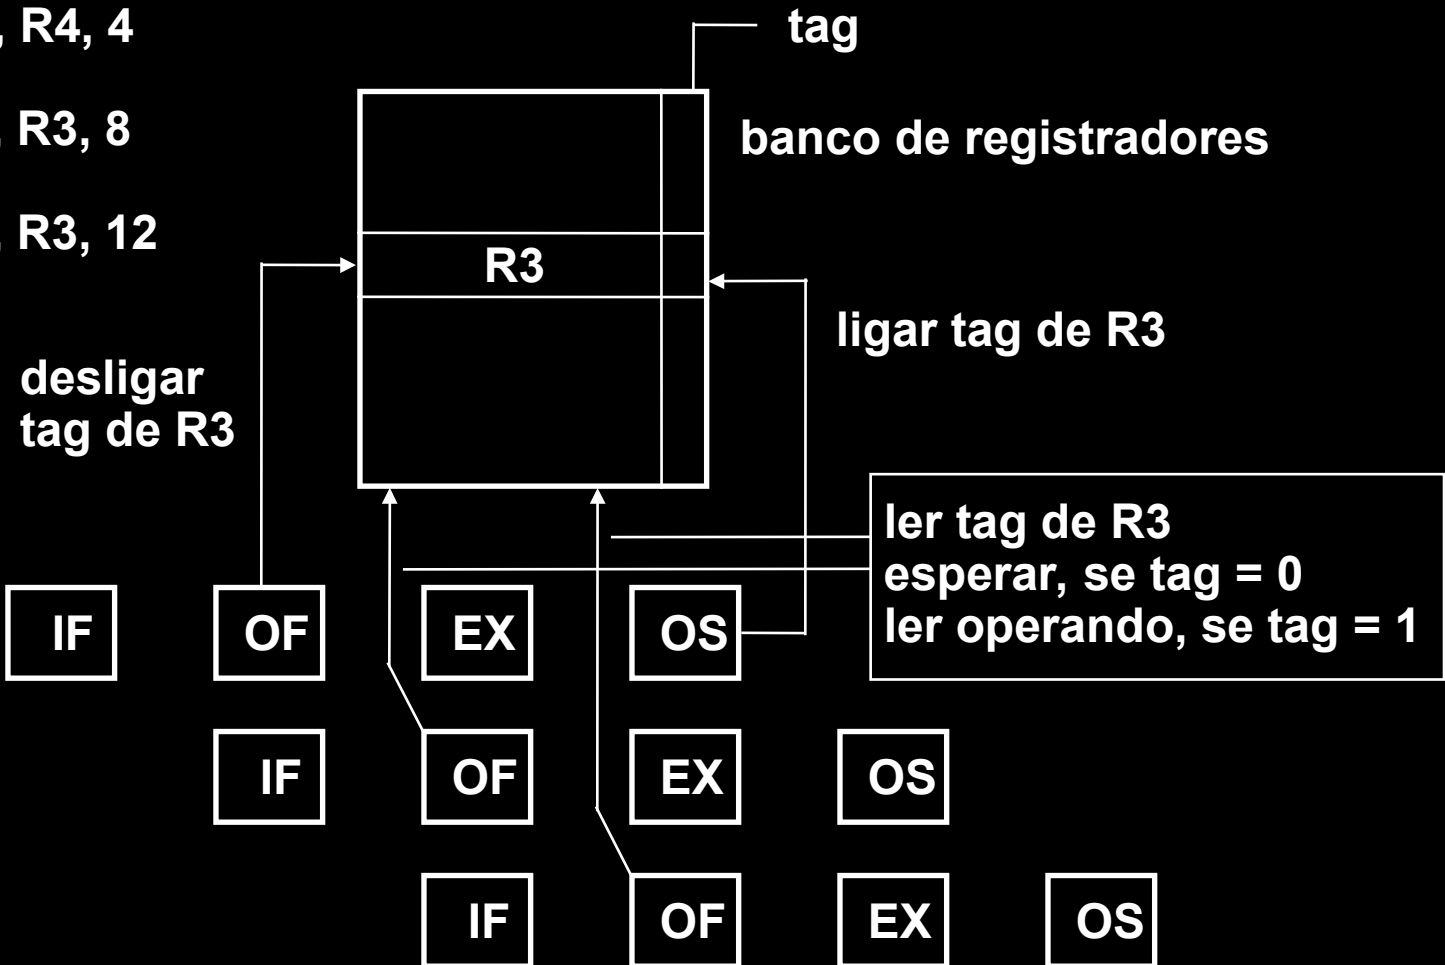 , R4, 4
tag
, R3, 8
banco de registradores
, R3, 12
R3
ligar tag de R3
desligar
tag de R3
ler tag de R3
esperar, se tag = 0
ler operando, se tag = 1
IF OF EX OS
IF OF EX OS
IF OF EX OS